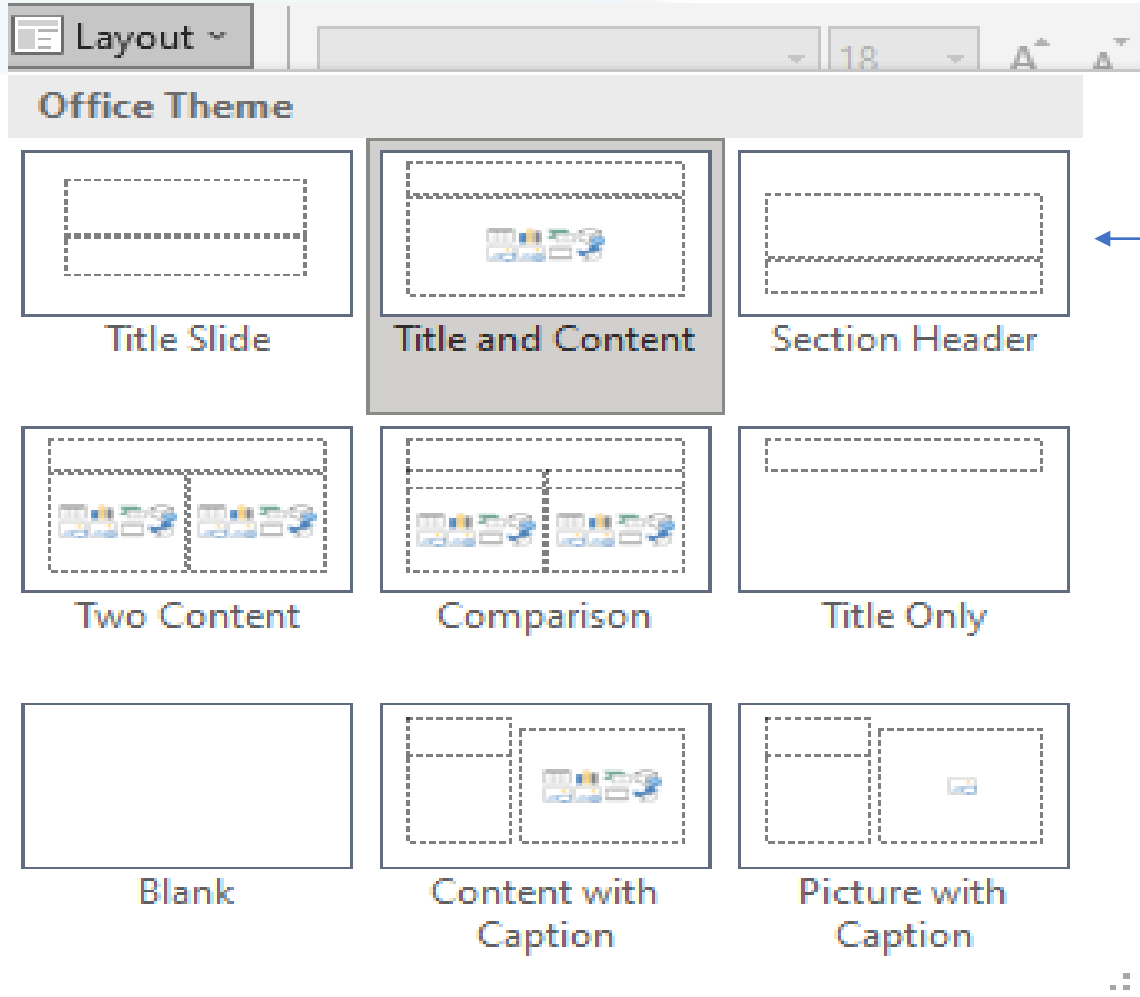 Layout
18
A A
Office Theme
Title Slide
Title and Content
Section Header
Two Content
Comparison
Title Only
Blank
Content with
Caption
Picture with
Caption